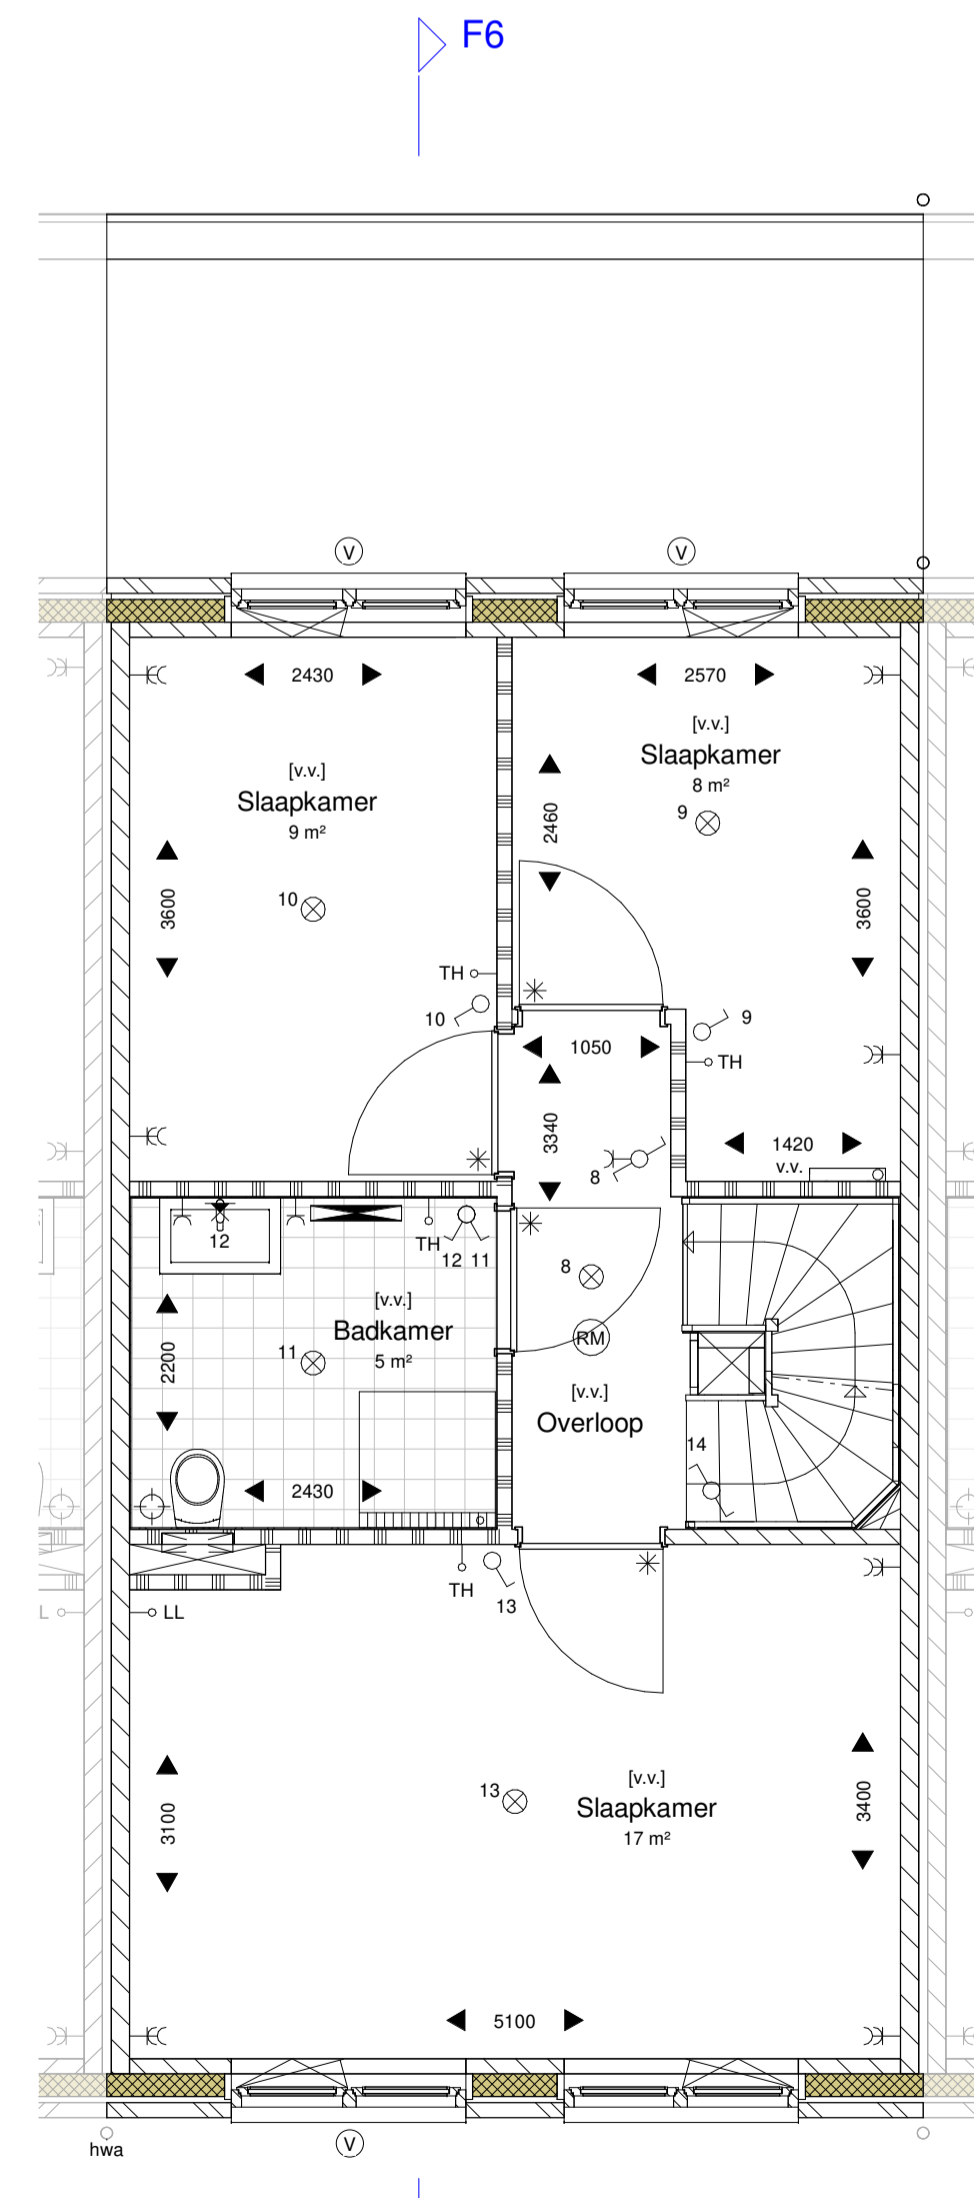 F6
V
V
2430
2570
[v.v.]
Slaapkamer
8 m²
9
[v.v.]
Slaapkamer
9 m²
2460
3600
3600
10
TH
10
9
TH
1050
3340
8
1420
v.v.
12
TH
12 11
8
[v.v.]
Badkamer
5 m²
11
2200
RM
[v.v.]
Overloop
14
2430
TH
13
L
LL
[v.v.]
Slaapkamer
17 m²
13
3100
3400
5100
hwa
V